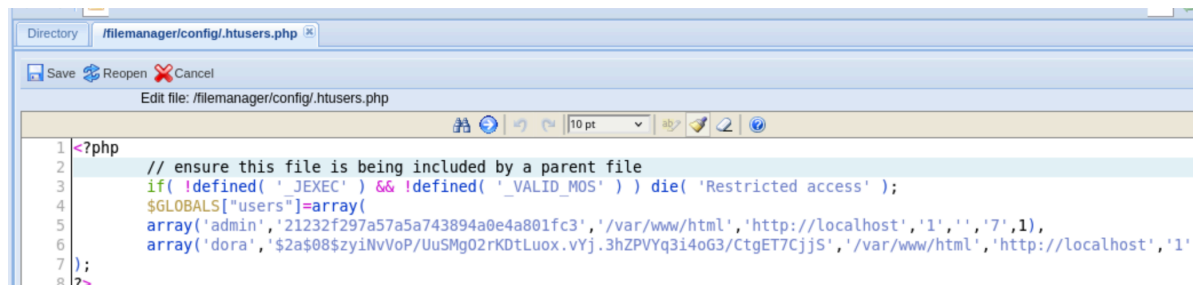 Directory /filemanager/config/.htusers.php
Save Reopen Cancel
Edit file: /filemanager/config/.htusers.php
10 pt
1 <?php
2 // ensure this file is being included by a parent file
3 if( !defined( '_JEXEC' ) && !defined( '_VALID_MOS' ) ) die( 'Restricted access' );
4 $GLOBALS["users"]=array(
5 array('admin','21232f297a57a5a743894a0e4a801fc3','/var/www/html','http://localhost','1','','7',1),
6 array('dora','$2a$08$zyiNvVoP/UuSMgO2rKDtLuox.vYj.3hZPVYq3i4oG3/CtgET7CjjS','/var/www/html','http://localhost','1'
7 );
8 ?>